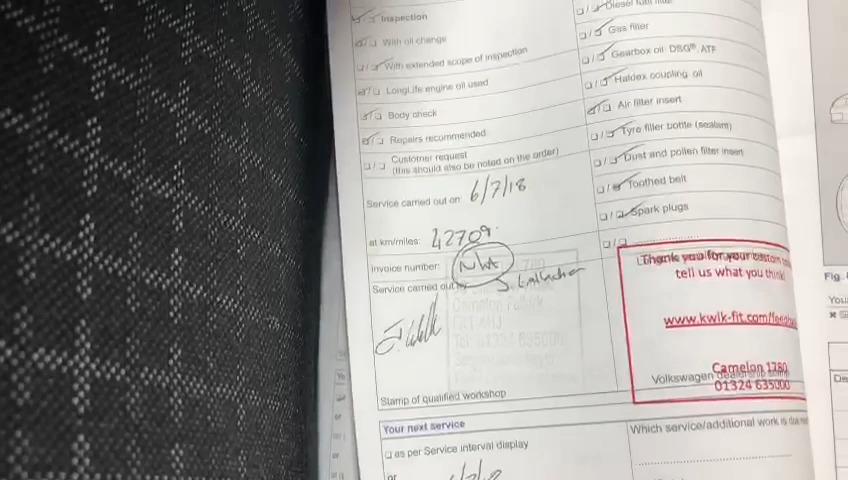 Inspection
With oil change
With extended scope of inspection
LongLife engine oil used
Body check
Repairs recommended
Customer request
(this should also be noted on the order)
Service carried out on: 6/7/18
at km/miles: 42709
Invoice number: N/A
Service carried out by
Camelon Falkirk
FK1 4HJ
Tel: 01324 635000
Stamp of qualified workshop
Your next service
as per Service interval display
or
Diesel fuel filter
Gas filter
Gearbox oil: DSG®, ATF
Haldex coupling oil
Air filter insert
Tyre filler bottle (sealant)
Dust and pollen filter insert
Toothed belt
Spark plugs
Thank you for your custom
tell us what you think!
www.kwik-fit.com/feedb
Camelon 1780
Volkswagen dealership stamp
01324 635000
Which service/additional work is due
Fig.
You